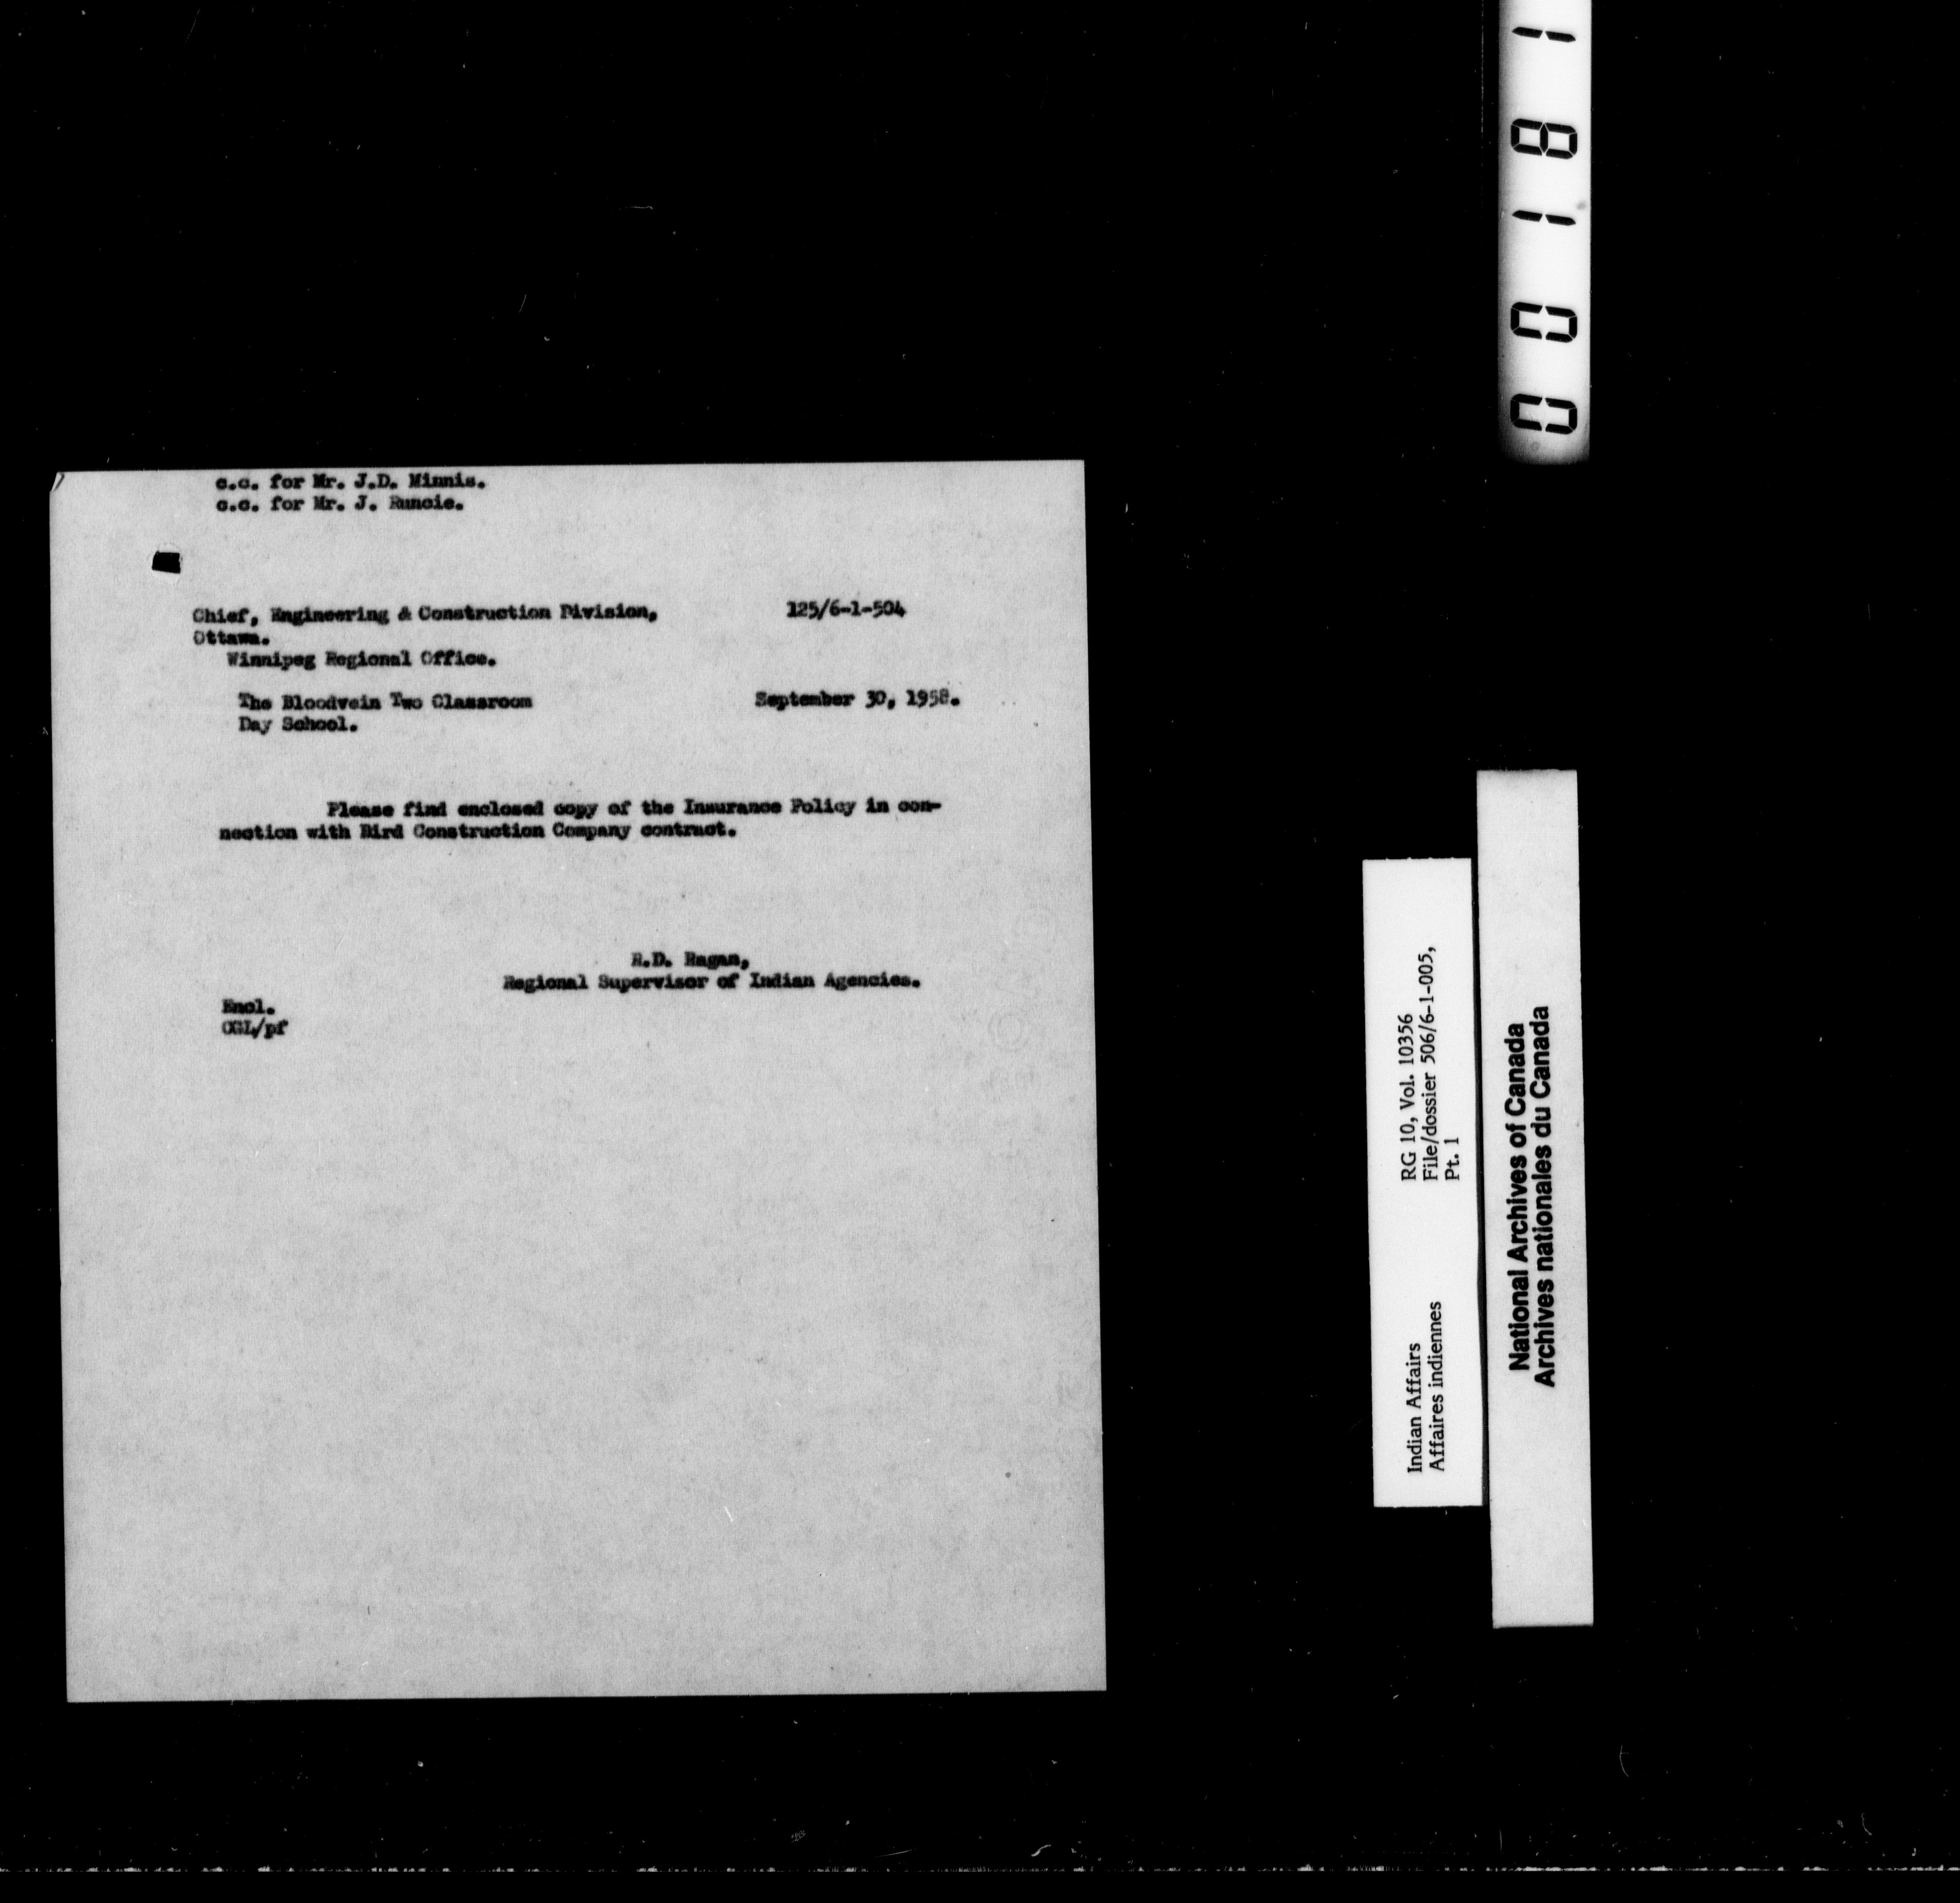 c.c. for Mr. J.D. Minnis.
c.c. for Mr. J. Runcie.
Chief, Engineering & Construction Division,
125/6-1-504
Ottawa.
Winnipeg Regional Office.
The Bloodvein Two Classroom
Day School.
September 30, 1958.
Please find enclosed copy of the Insurance Policy in con-
nection with Bird Construction Company contract.
R.D. Ragan,
Regional Supervisor of Indian Agencies.
Encl.
CGL/pf
00181
Indian Affairs
Affaires indiennes
RG 10, Vol. 10356
File/dossier 506/6-1-005,
Pt. 1
National Archives of Canada
Archives nationales du Canada